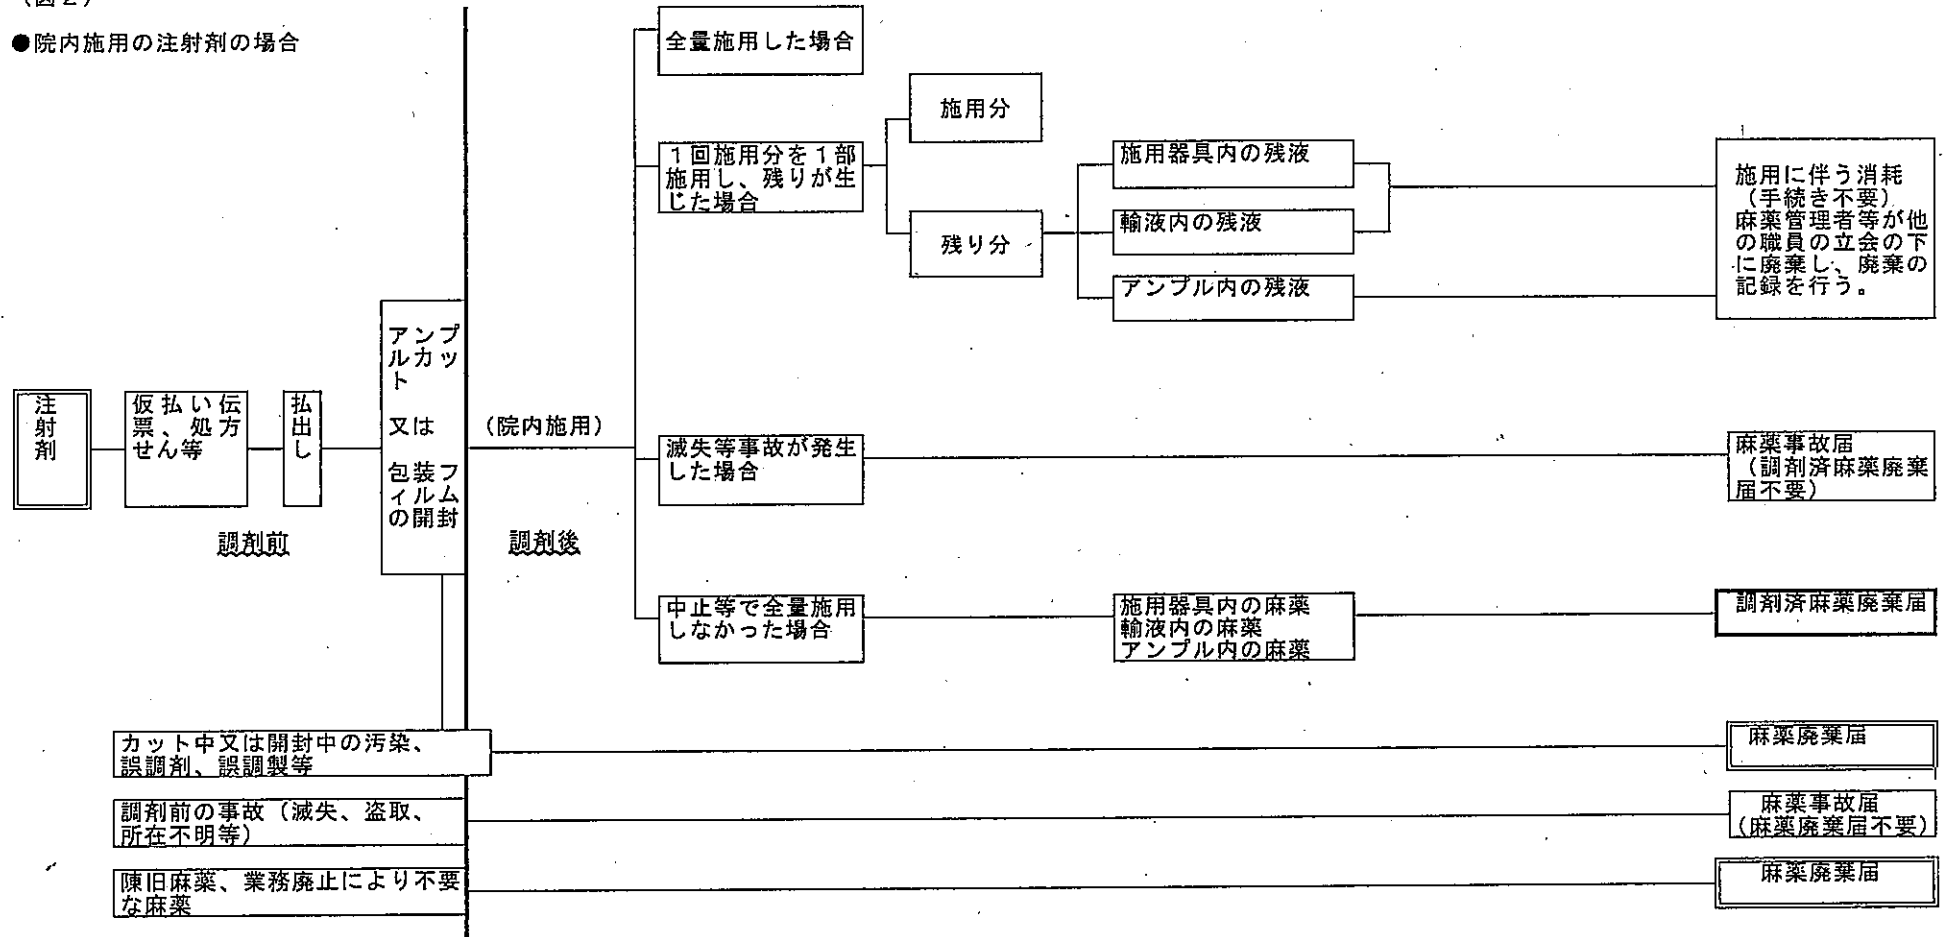 (図2)
●院内施用の注射剤の場合
全量施用した場合
施用分
1回施用分を1部
施用し、残りが生
じた場合
残り分
施用器具内の残液
輸液内の残液
アンプル内の残液
施用に伴う消耗
(手続き不要)
麻薬管理者等が他
の職員の立会の下
に廃棄し、廃棄の
記録を行う。
注
射
剤
仮払い伝
票、処方
せん等
払
出
し
アンプ
ルカッ
ト
又は
包装フ
ィルム
の開封
(院内施用)
調剤前
調剤後
滅失等事故が発生
した場合
麻薬事故届
(調剤済麻薬廃棄
届不要)
中止等で全量施用
しなかった場合
施用器具内の麻薬
輸液内の麻薬
アンプル内の麻薬
調剤済麻薬廃棄届
カット中又は開封中の汚染、
誤調剤、誤調製等
麻薬廃棄届
調剤前の事故(滅失、盗取、
所在不明等)
麻薬事故届
(麻薬廃棄届不要)
陳旧麻薬、業務廃止により不要
な麻薬
麻薬廃棄届